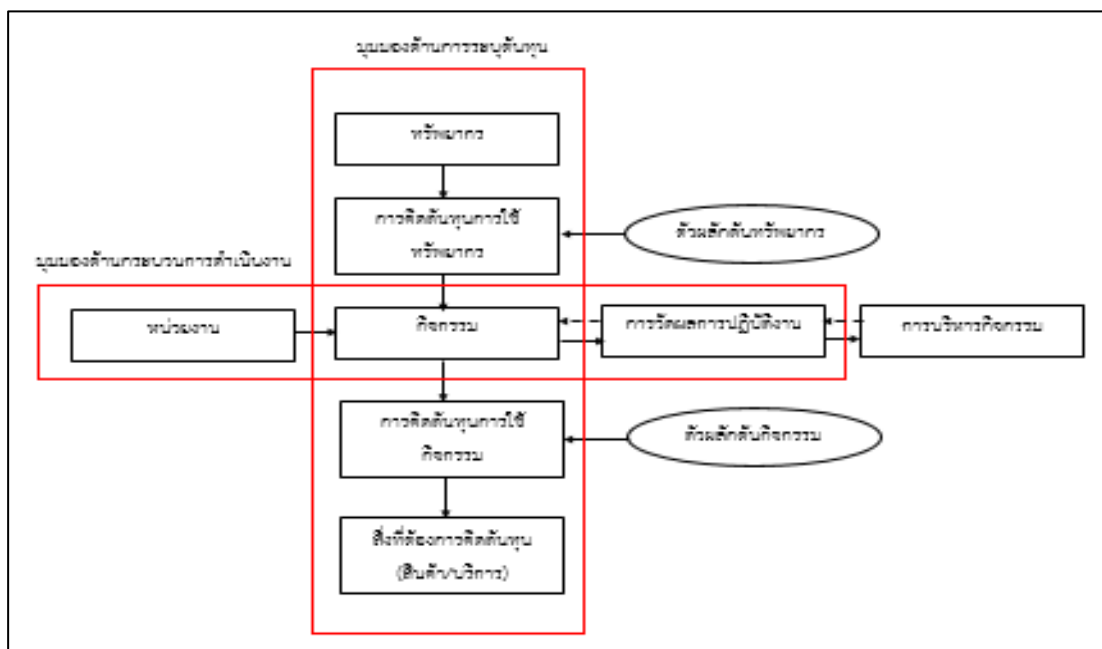 มุมมองด้านการระบุต้นทุน
ทรัพยากร
การคิดต้นทุนการใช้
ทรัพยากร
ตัวผลักดันทรัพยากร
มุมมองด้านกระบวนการดำเนินงาน
หน่วยงาน
กิจกรรม
การวัดผลการปฏิบัติงาน
การบริหารกิจกรรม
การคิดต้นทุนการใช้
กิจกรรม
ตัวผลักดันกิจกรรม
สิ่งที่ต้องการคิดต้นทุน
(สินค้า/บริการ)